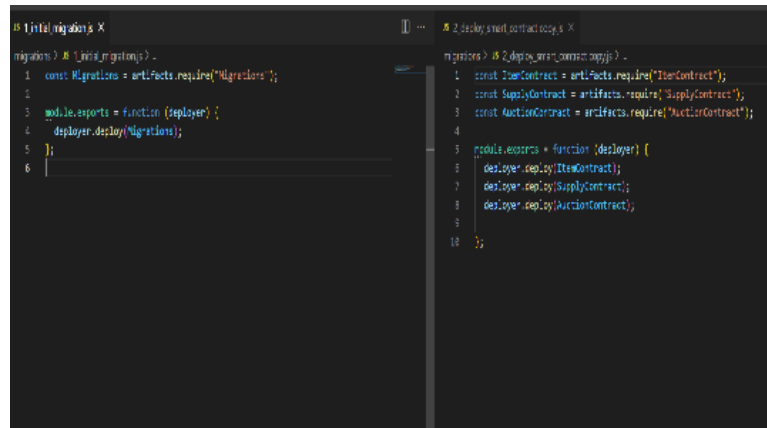 JS 1_initial_migration.js X
migrations > JS 1_initial_migration.js > ...
1 const Migrations = artifacts.require("Migrations");
2
3 module.exports = function (deployer) {
4 deployer.deploy(Migrations);
5 };
6
JS 2_deploy_smart_contract copy.js X
migrations > JS 2_deploy_smart_contract copy.js > ...
1 const ItemContract = artifacts.require("ItemContract");
2 const SupplyContract = artifacts.require("SupplyContract");
3 const AuctionContract = artifacts.require("AuctionContract");
4
5 module.exports = function (deployer) {
6 deployer.deploy(ItemContract);
7 deployer.deploy(SupplyContract);
8 deployer.deploy(AuctionContract);
9
10 };